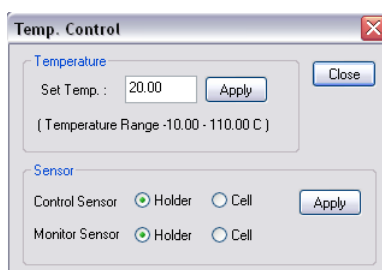 Temp. Control
Temperature
Close
Set Temp. : 20.00 Apply
( Temperature Range -10.00 - 110.00 C )
Sensor
Control Sensor Holder Cell Apply
Monitor Sensor Holder Cell